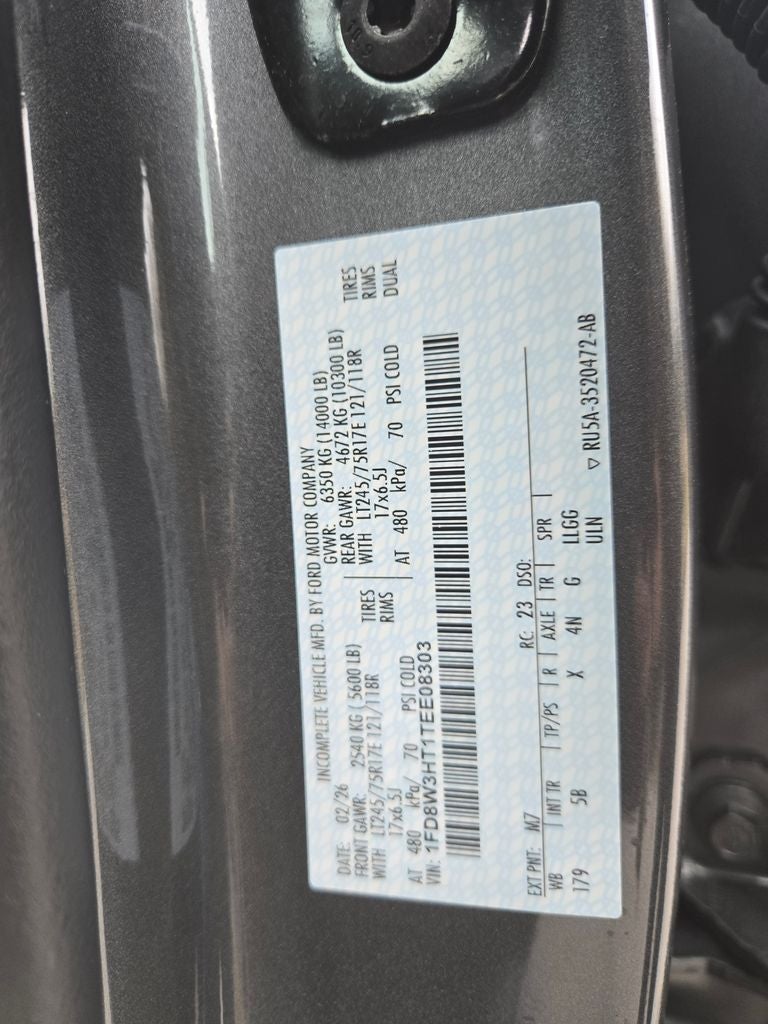 10.9
INCOMPLETE VEHICLE MFD. BY FORD MOTOR COMPANY
DATE: 02/26 GVWR: 6350 KG (14000 LB)
FRONT GAWR: 2540 KG ( 5600 LB) REAR GAWR: 4672 KG (10300 LB)
WITH LT245/75R17E 121/118R TIRES WITH LT245/75R17E 121/118R TIRES
17x6.5J RIMS 17x6.5J RIMS
AT 480 kPa/ 70 PSI COLD AT 480 kPa/ 70 PSI COLD DUAL
VIN: 1FD8W3HT1TEE08303
EXT PNT: M7 RC: 23 DSO:
WB INT TR TP/PS R AXLE TR SPR
179 5B X 4N G LLGG
ULN
▽ RU5A-3520472-AB